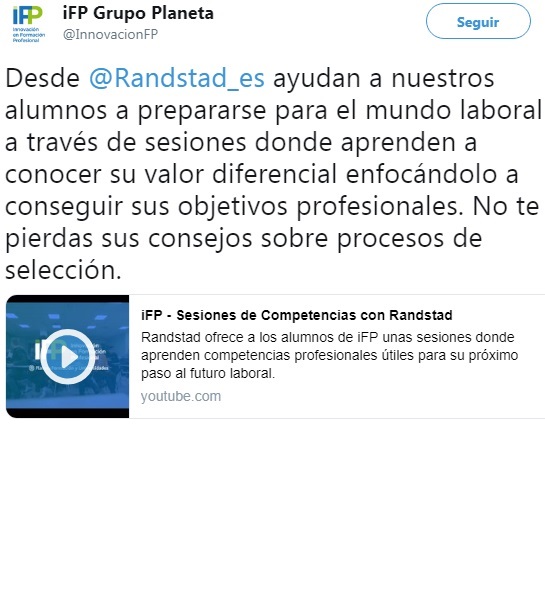 iFP
Innovación
en Formación
Profesional
iFP Grupo Planeta
@InnovacionFP
Seguir
Desde @Randstad_es ayudan a nuestros
alumnos a prepararse para el mundo laboral
a través de sesiones donde aprenden a
conocer su valor diferencial enfocándolo a
conseguir sus objetivos profesionales. No te
pierdas sus consejos sobre procesos de
selección.
iFP - Sesiones de Competencias con Randstad
Randstad ofrece a los alumnos de iFP unas sesiones donde
aprenden competencias profesionales útiles para su próximo
paso al futuro laboral.
youtube.com